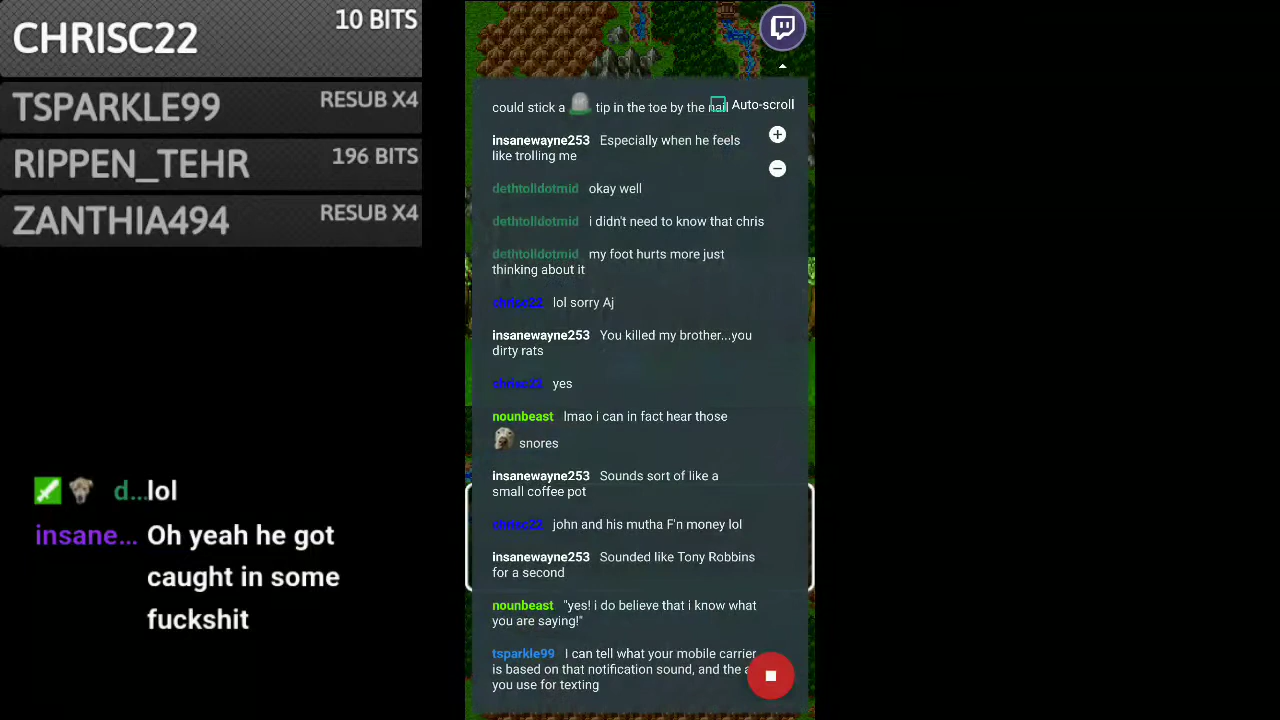 CHRISC22
10 BITS
TSPARKLE99
RESUB X4
RIPPEN_TEHR
196 BITS
ZANTHIA494
RESUB X4
d... lol
insane... Oh yeah he got
caught in some
fuckshit
could stick a tip in the toe by the nail
Auto-scroll
insanewayne253 Especially when he feels
like trolling me
dethtolldotmid okay well
dethtolldotmid i didn't need to know that chris
dethtolldotmid my foot hurts more just
thinking about it
chrisc22 lol sorry Aj
insanewayne253 You killed my brother...you
dirty rats
chrisc22 yes
nounbeast lmao i can in fact hear those
snores
insanewayne253 Sounds sort of like a
small coffee pot
chrisc22 john and his mutha F'n money lol
insanewayne253 Sounded like Tony Robbins
for a second
nounbeast "yes! i do believe that i know what
you are saying!"
tsparkle99 I can tell what your mobile carrier
is based on that notification sound, and the
you use for texting